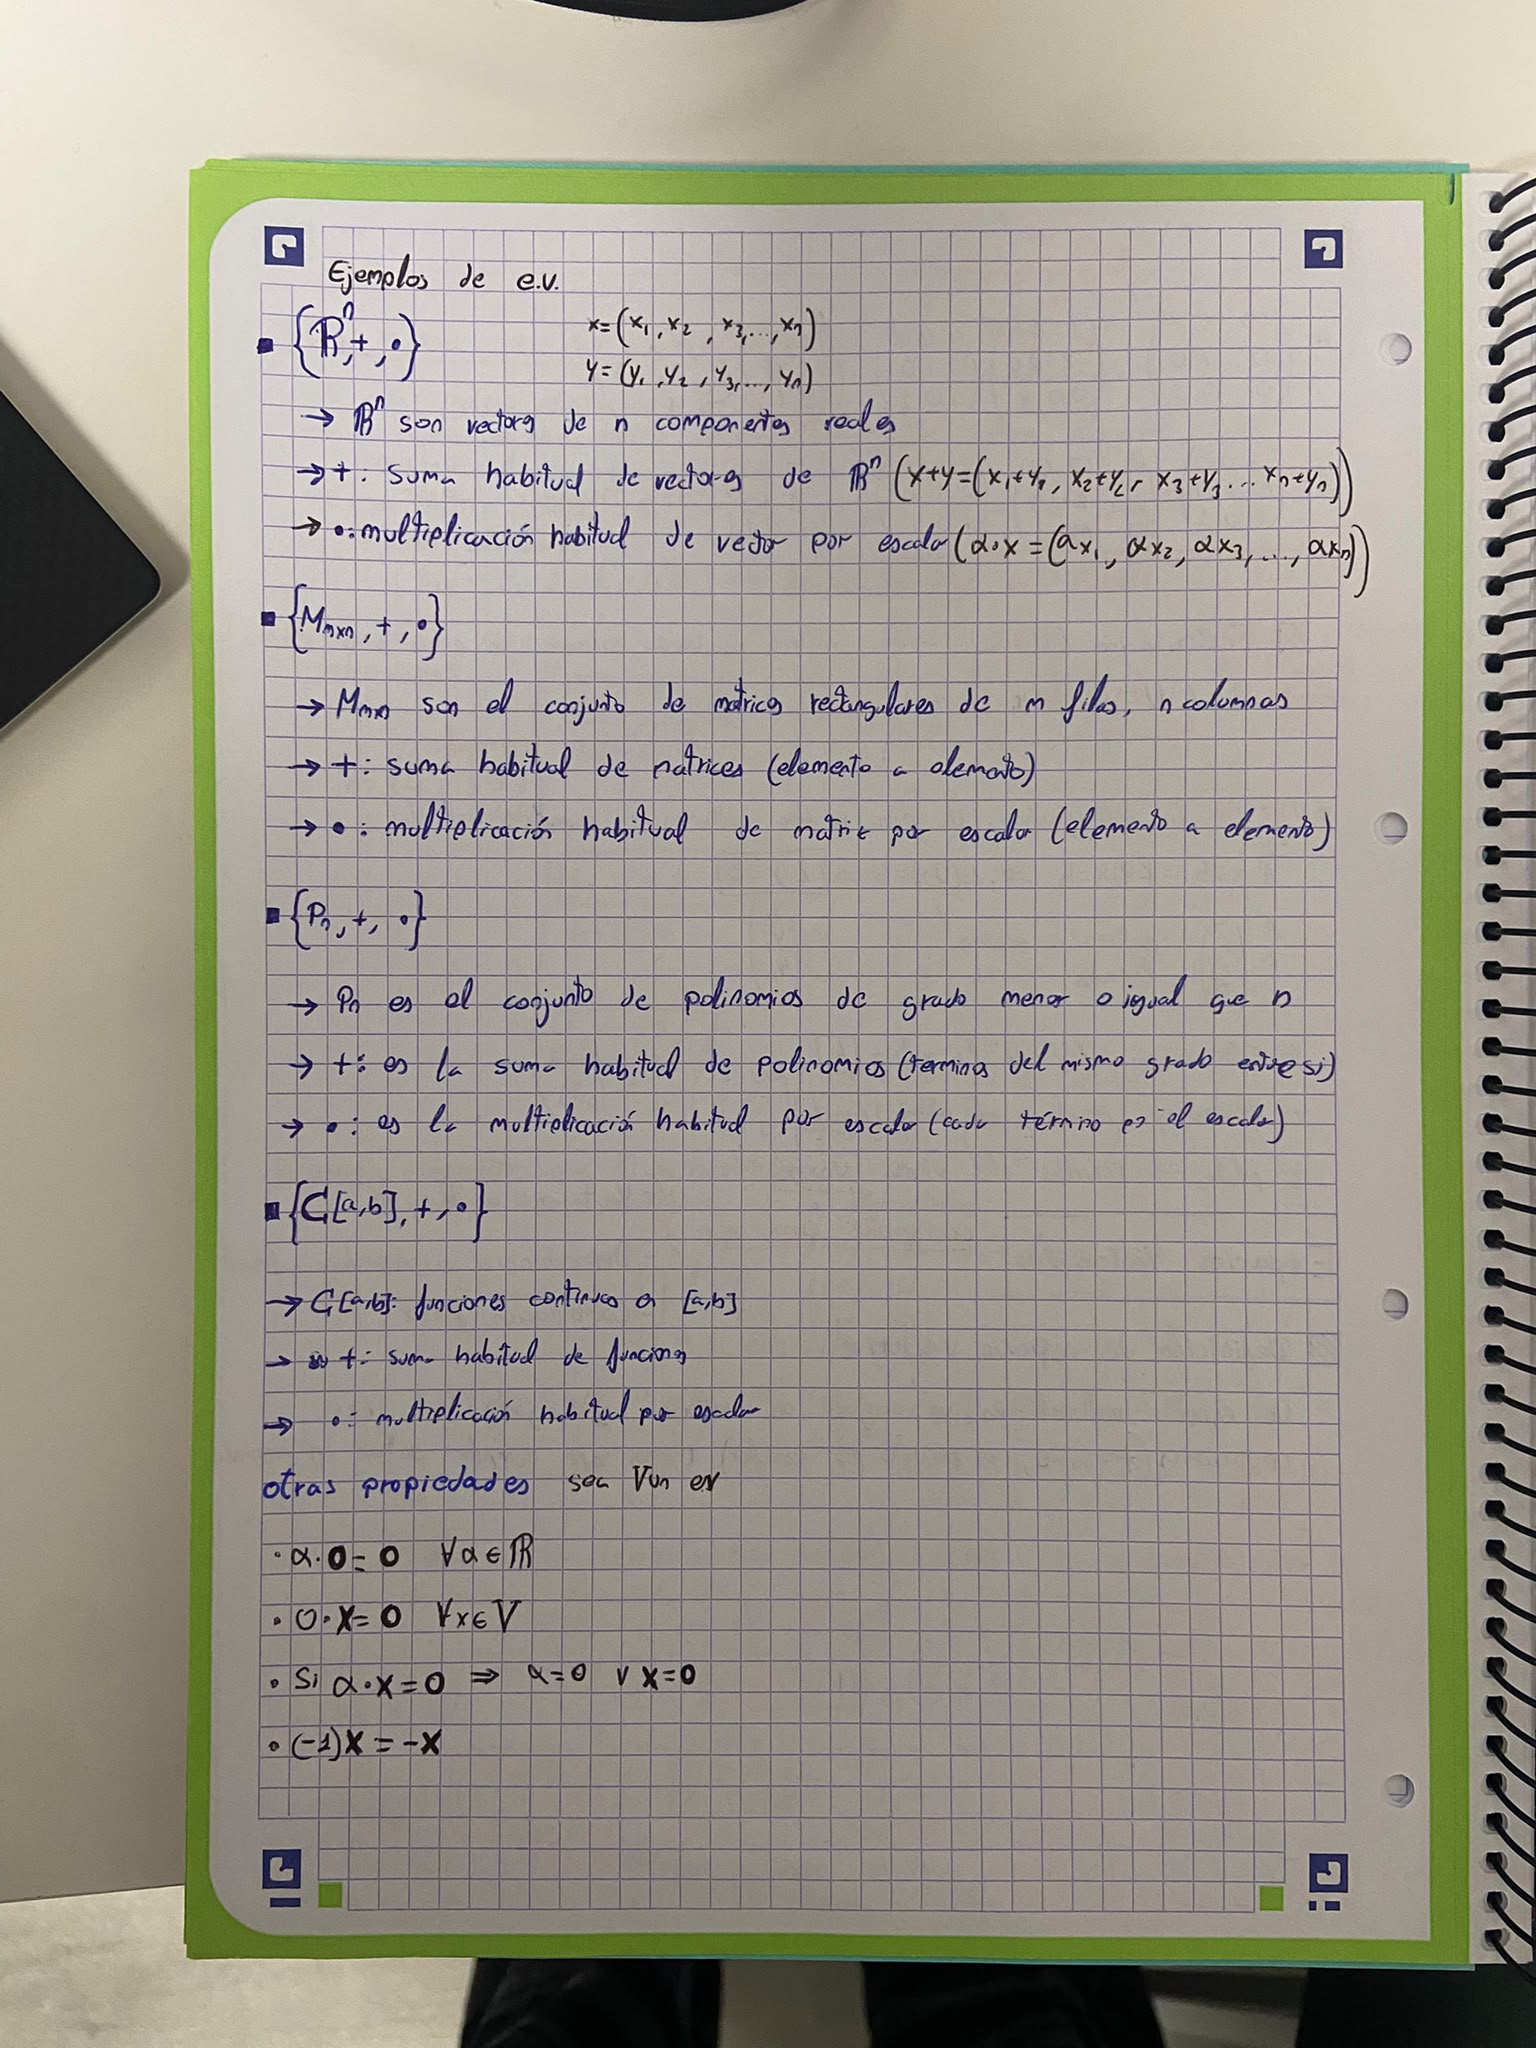 Ejemplos de e.v.
▪ {ℝⁿ, +, •}
x=(x₁, x₂, x₃, ..., xₙ)
y=(y₁, y₂, y₃, ..., yₙ)
→ ℝⁿ son vectores de n componentes reales
→ +: suma habitual de vectores de ℝⁿ (x+y=(x₁+y₁, x₂+y₂, x₃+y₃ ... xₙ+yₙ))
→ •: multiplicación habitual de vector por escalar (α•x=(αx₁, αx₂, αx₃, ..., αxₙ))
▪ {Mₘₓₙ, +, •}
→ Mₘₓₙ son el conjunto de matrices rectangulares de m filas, n columnas
→ +: suma habitual de matrices (elemento a elemento)
→ •: multiplicación habitual de matriz por escalar (elemento a elemento)
▪ {Pₙ, +, •}
→ Pₙ es el conjunto de polinomios de grado menor o igual que n
→ +: es la suma habitual de polinomios (terminos del mismo grado entre si)
→ •: es la multiplicación habitual por escalar (cada término por el escalar)
▪ {C[a,b], +, •}
→ C[a,b]: funciones continuas en [a,b]
→ +: suma habitual de funciones
→ •: multiplicación habitual por escalar
otras propiedades sea V un ev
· α·0=0 ∀α∈ℝ
· 0·x=0 ∀x∈V
· Si α·x=0 ⇒ α=0 ∨ x=0
· (-1)x=-x